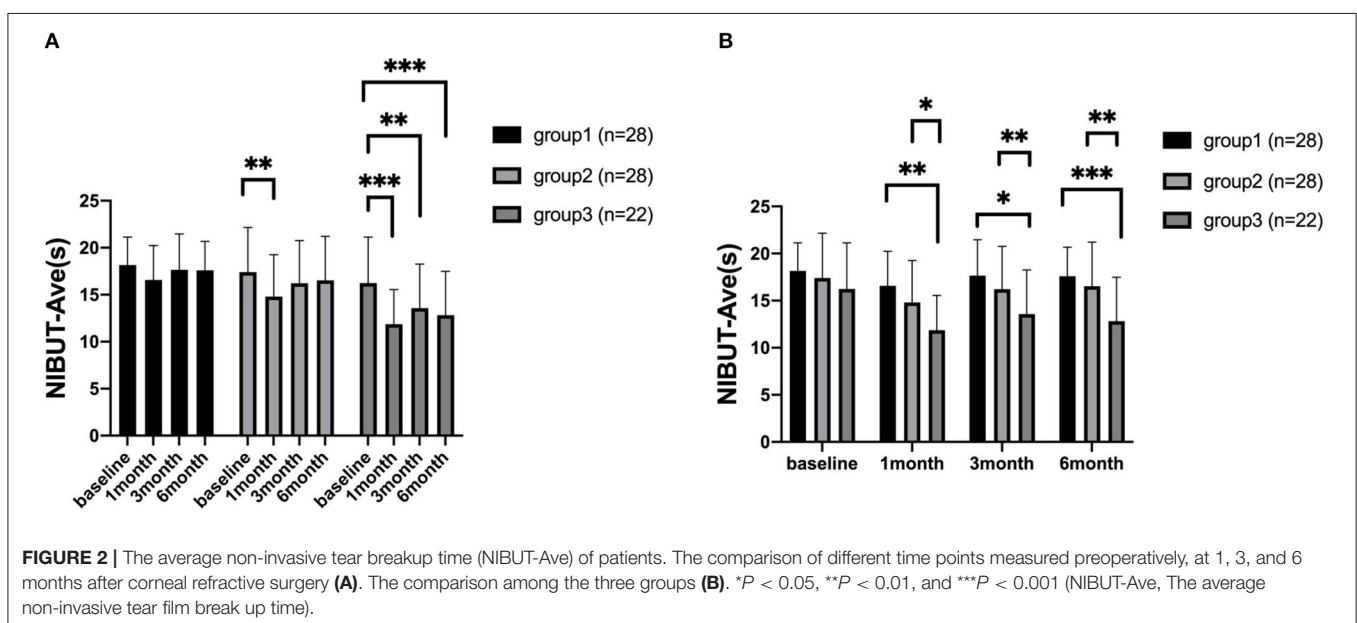 A
***
**
**
***
group1 (n=28)
group2 (n=28)
group3 (n=22)
NIBUT-Ave(s)
25
20
15
10
5
0
baseline
1month
3month
6month
baseline
1month
3month
6month
baseline
1month
3month
6month
B
*
**
**
**
*
***
group1 (n=28)
group2 (n=28)
group3 (n=22)
NIBUT-Ave(s)
25
20
15
10
5
0
baseline 1month 3month 6month
FIGURE 2 | The average non-invasive tear breakup time (NIBUT-Ave) of patients. The comparison of different time points measured preoperatively, at 1, 3, and 6
months after corneal refractive surgery (A). The comparison among the three groups (B). *P < 0.05, **P < 0.01, and ***P < 0.001 (NIBUT-Ave, The average
non-invasive tear film break up time).